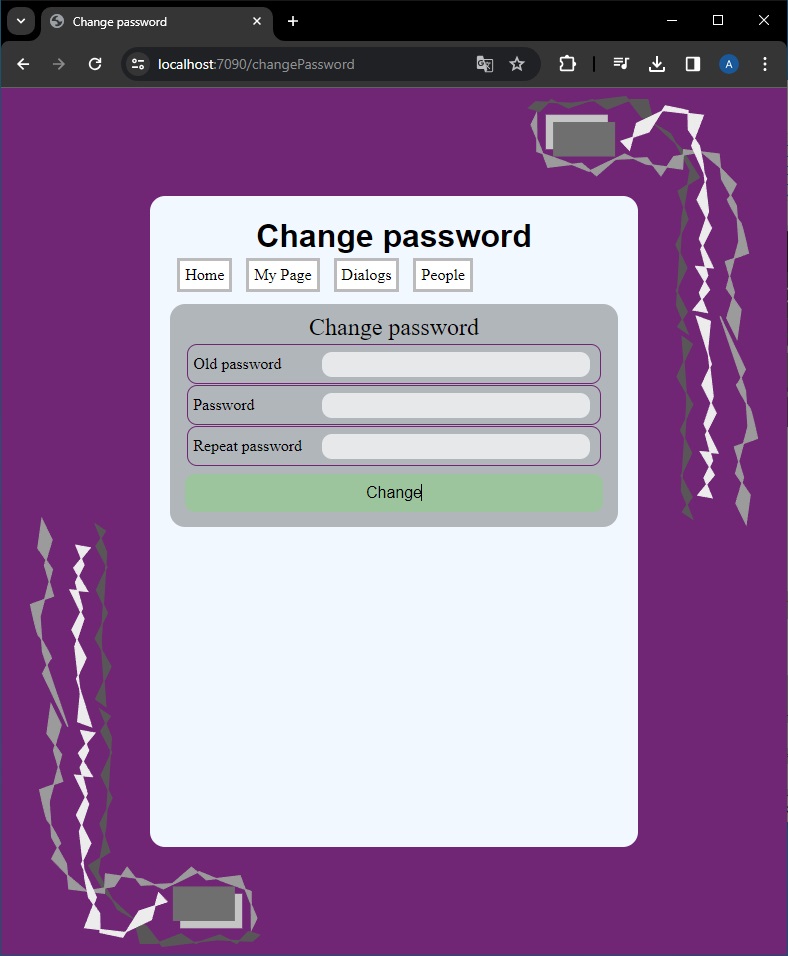 Change password
localhost:7090/changePassword
A
Change password
Home My Page Dialogs People
Change password
Old password
Password
Repeat password
Change